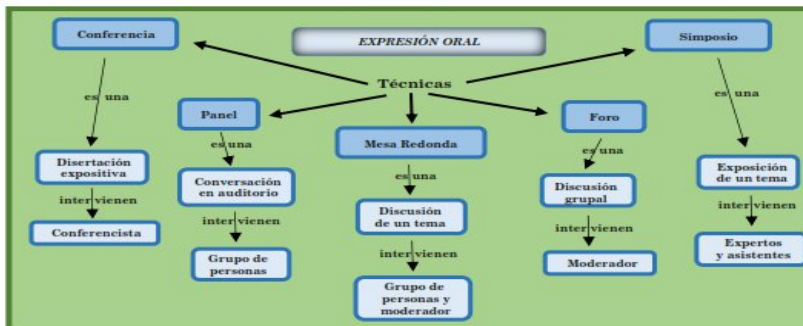 EXPRESIÓN ORAL
Técnicas
Conferencia
es una
Disertación
expositiva
intervienen
Conferencista
Panel
es una
Conversación
en auditorio
intervienen
Grupo de
personas
Mesa Redonda
es una
Discusión
de un tema
intervienen
Grupo de
personas y
moderador
Foro
es una
Discusión
grupal
intervienen
Moderador
Simposio
es una
Exposición
de un tema
intervienen
Expertos
y asistentes